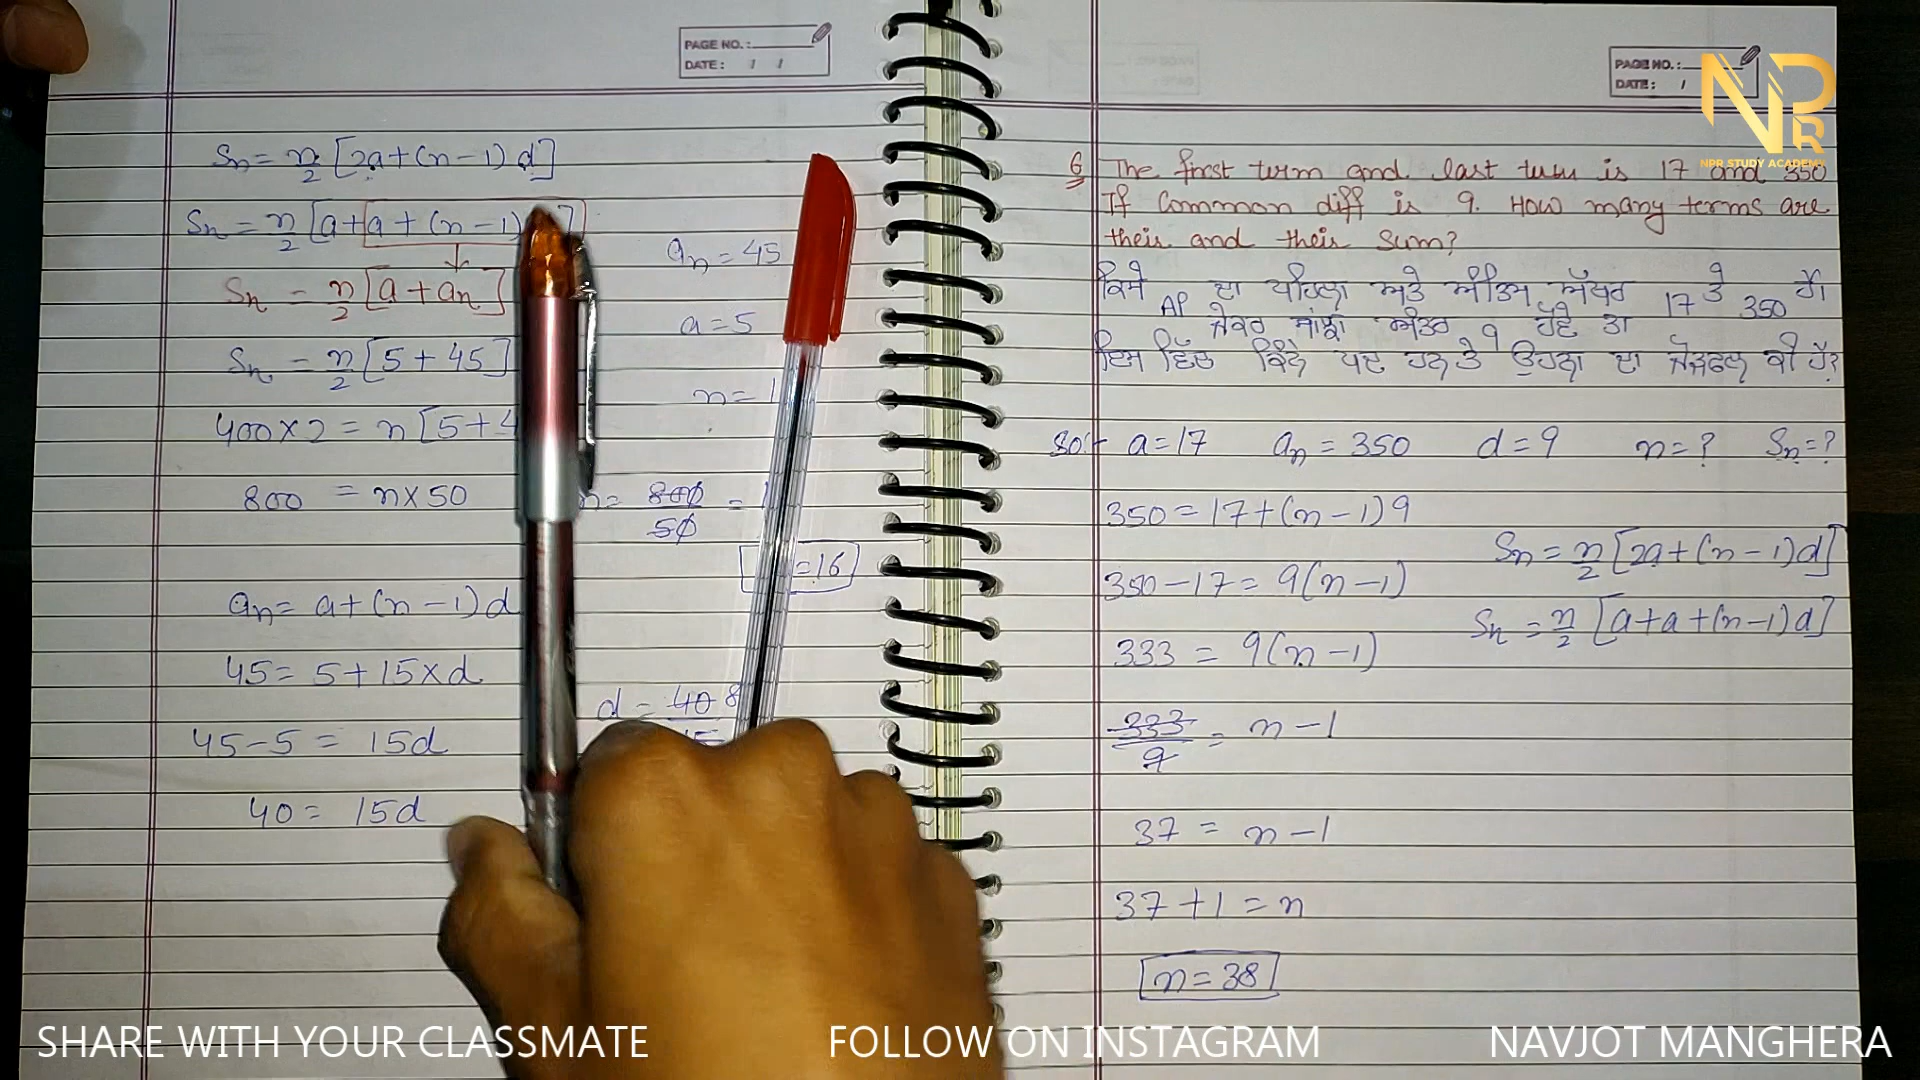 PAGE NO.:
DATE: / /
Sn = n/2 [2a+(n-1) d]
Sn = n/2 [a+a + (n-1)
Sn = n/2 [a + an]
Sn = n/2 [5 + 45]
400×2 = n [5+4
800 = n×50
an = a+(n-1)d
45 = 5+15×d
45-5 = 15d
40 = 15d
an = 45
a = 5
n =
n = 800/50 =
=16
d = 40 8
PAGE NO.:
DATE: /
NPR
NPR STUDY ACADEMY
6 The first term and last term is 17 and 350
If Common diff is 9. How many terms are
their and their Sum?
ਕਿਸੇ AP ਦਾ ਪਹਿਲਾ ਅਤੇ ਅੰਤਿਮ ਅੱਖਰ 17 ਤੇ 350 ਹੈ।
ਜੇਕਰ ਸਾਂਝਾ ਅੰਤਰ 9 ਹੋਵੇ ਤਾ
ਇਸ ਵਿੱਚ ਕਿੰਨੇ ਪਦ ਹਨ ਤੇ ਉਹਨਾ ਦਾ ਜੋੜਫਲ ਕੀ ਹੈ?
Sol- a=17 an = 350 d=9 n=? Sn=?
350 = 17+(n-1)9
350-17 = 9(n-1)
333 = 9(n-1)
333/9 = n-1
37 = n-1
37+1 = n
n = 38
Sn = n/2 [2a+(n-1)d]
Sn = n/2 [a+a+(n-1)d]
SHARE WITH YOUR CLASSMATE FOLLOW ON INSTAGRAM NAVJOT MANGHERA